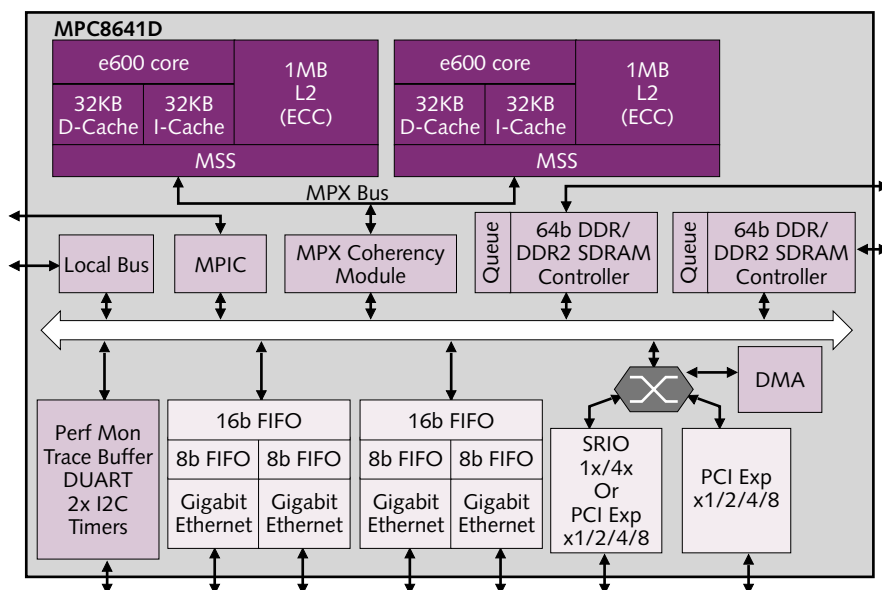 MPC8641D
e600 core
32KB
D-Cache
32KB
I-Cache
1MB
L2
(ECC)
MSS
e600 core
32KB
D-Cache
32KB
I-Cache
1MB
L2
(ECC)
MSS
MPX Bus
Local Bus
MPIC
MPX Coherency
Module
Queue
64b DDR/
DDR2 SDRAM
Controller
Queue
64b DDR/
DDR2 SDRAM
Controller
Perf Mon
Trace Buffer
DUART
2x I2C
Timers
16b FIFO
8b FIFO
8b FIFO
Gigabit
Ethernet
Gigabit
Ethernet
16b FIFO
8b FIFO
8b FIFO
Gigabit
Ethernet
Gigabit
Ethernet
SRIO
1x/4x
Or
PCI Exp
x1/2/4/8
PCI Exp
x1/2/4/8
DMA